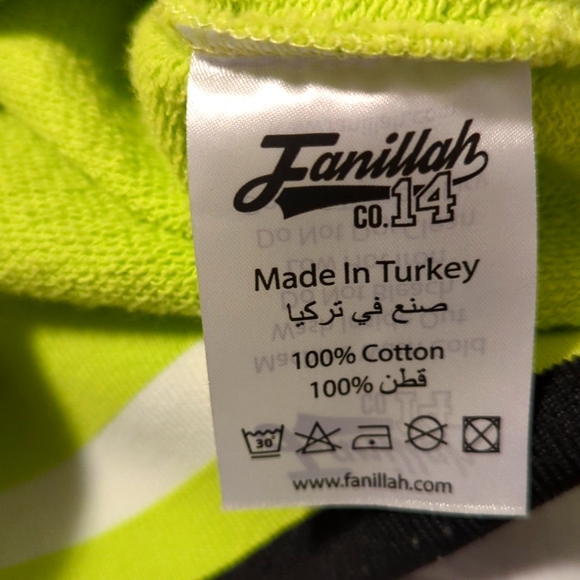 Fanillah
CO. 14
Made In Turkey
صنع في تركيا
100% Cotton
100% قطن
30°
www.fanillah.com